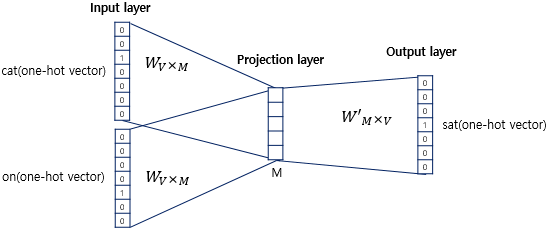 Input layer
0
0
1
0
0
0
0
cat(one-hot vector)
W_{V×M}
Projection layer
Output layer
0
0
0
1
0
0
0
W'_{M×V}
sat(one-hot vector)
0
0
0
0
1
0
0
on(one-hot vector)
W_{V×M}
M